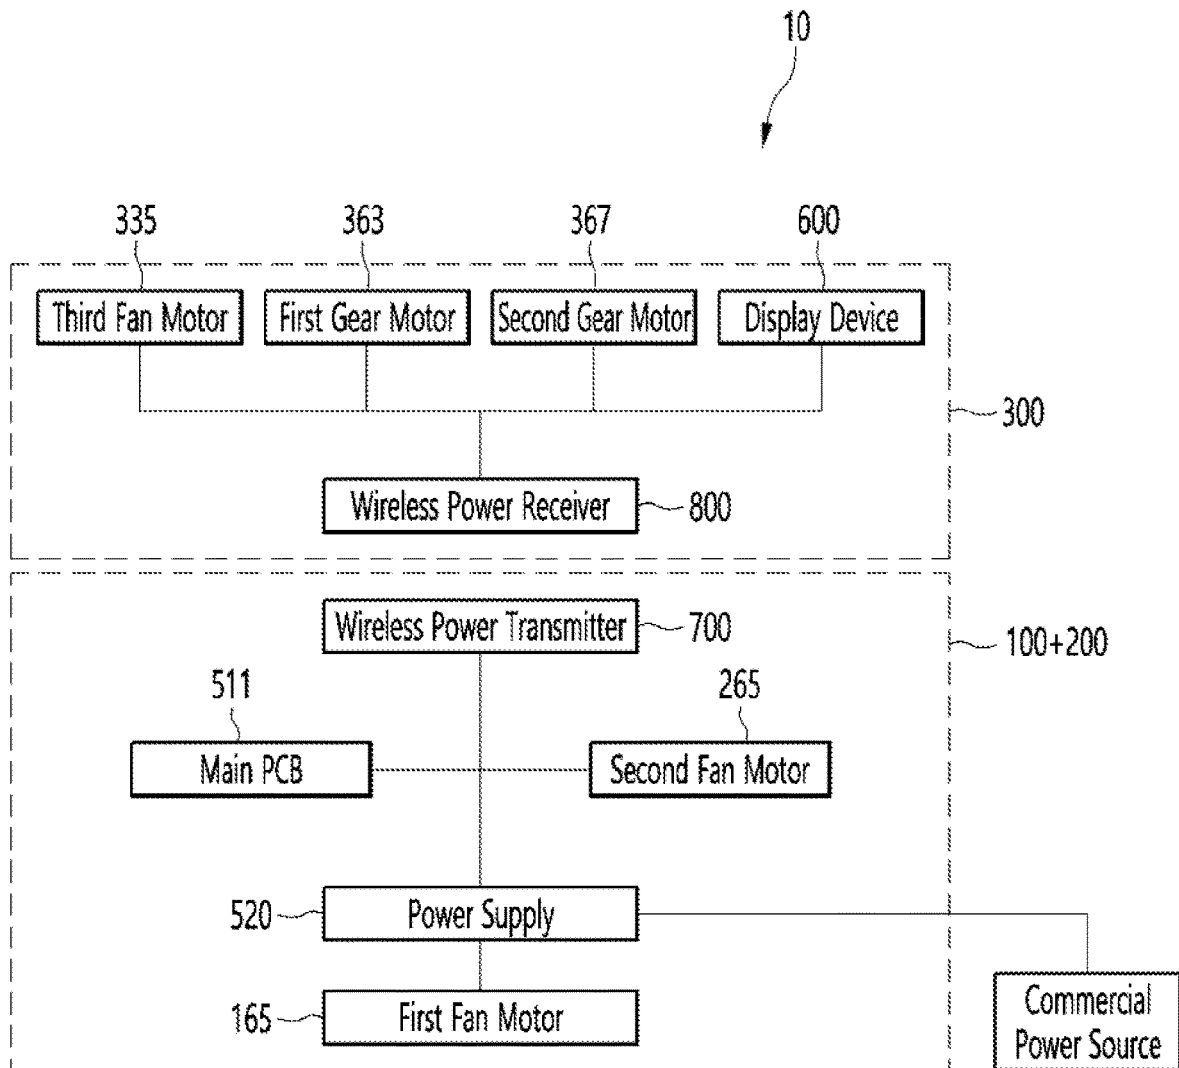 10
335
363
367
600
Third Fan Motor
First Gear Motor
Second Gear Motor
Display Device
300
Wireless Power Receiver
800
Wireless Power Transmitter
700
100+200
511
265
Main PCB
Second Fan Motor
520
Power Supply
165
First Fan Motor
Commercial
Power Source